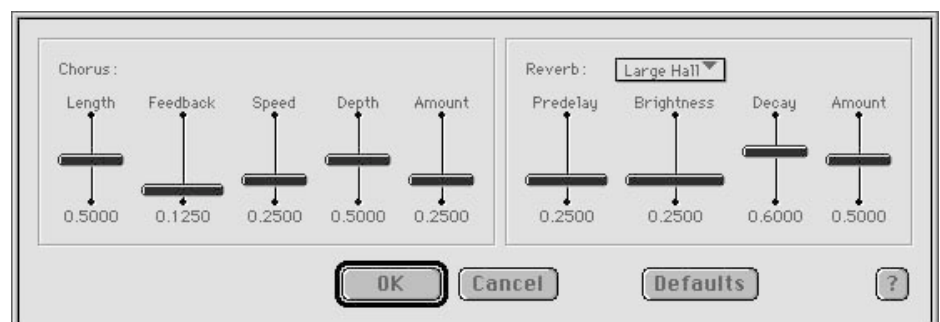 Chorus:
Length Feedback Speed Depth Amount
0.5000 0.1250 0.2500 0.5000 0.2500
Reverb: Large Hall
Predelay Brightness Decay Amount
0.2500 0.2500 0.6000 0.5000
OK Cancel Defaults ?